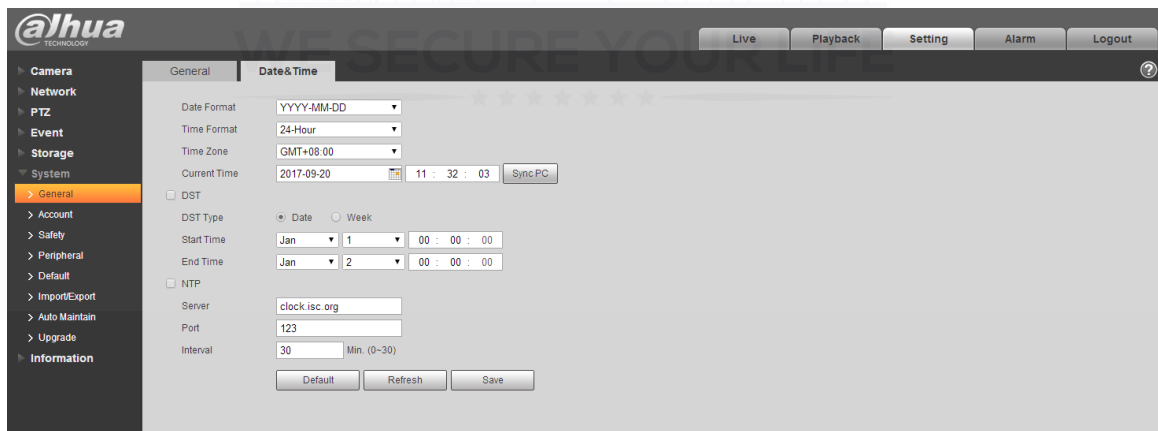 alhua
TECHNOLOGY
WE SECURE YOUR LIFE
Live Playback Setting Alarm Logout
Camera
Network
PTZ
Event
Storage
System
General
Account
Safety
Peripheral
Default
Import/Export
Auto Maintain
Upgrade
Information
General Date&Time
Date Format YYYY-MM-DD
Time Format 24-Hour
Time Zone GMT+08:00
Current Time 2017-09-20 11 : 32 : 03 Sync PC
DST
DST Type Date Week
Start Time Jan 1 00 : 00 : 00
End Time Jan 2 00 : 00 : 00
NTP
Server clock.isc.org
Port 123
Interval 30 Min. (0~30)
Default Refresh Save